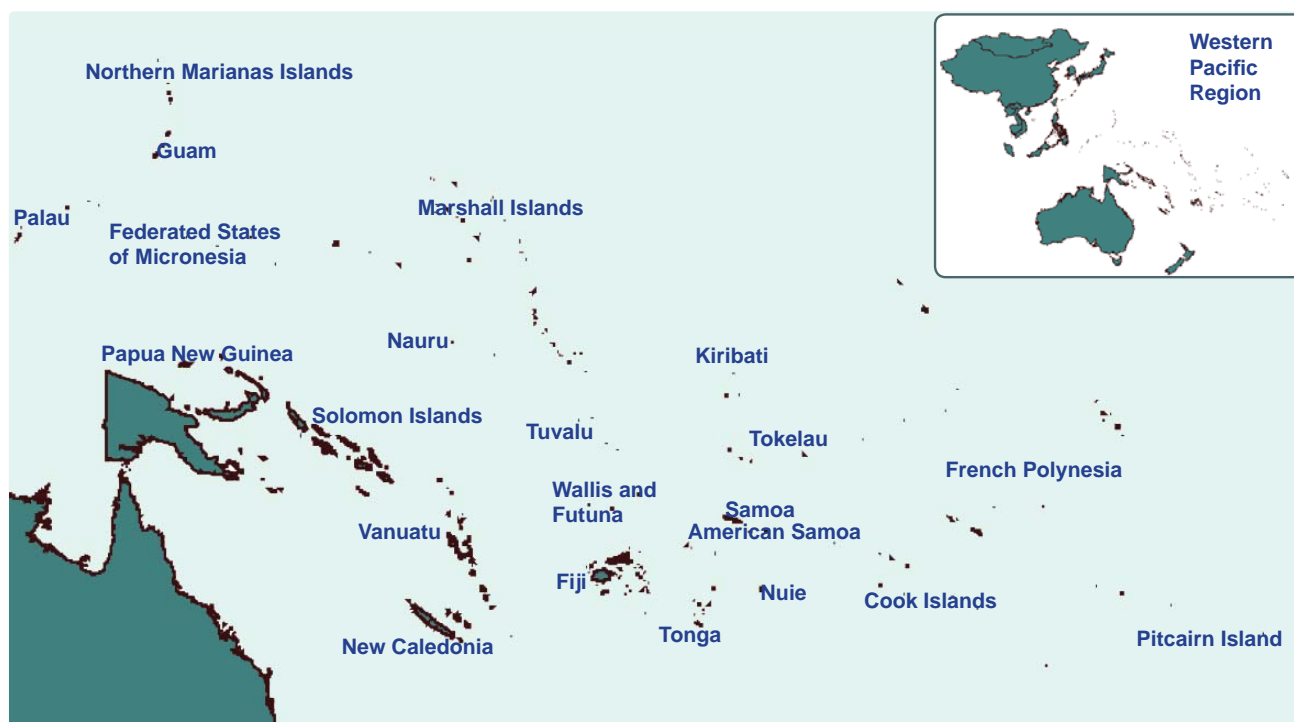 Western
Pacific
Region
Northern Marianas Islands
Guam
Palau
Marshall Islands
Federated States
of Micronesia
Nauru
Papua New Guinea
Kiribati
Solomon Islands
Tuvalu
Tokelau
French Polynesia
Wallis and
Futuna
Samoa
American Samoa
Vanuatu
Fiji
Nuie
Cook Islands
Tonga
New Caledonia
Pitcairn Island